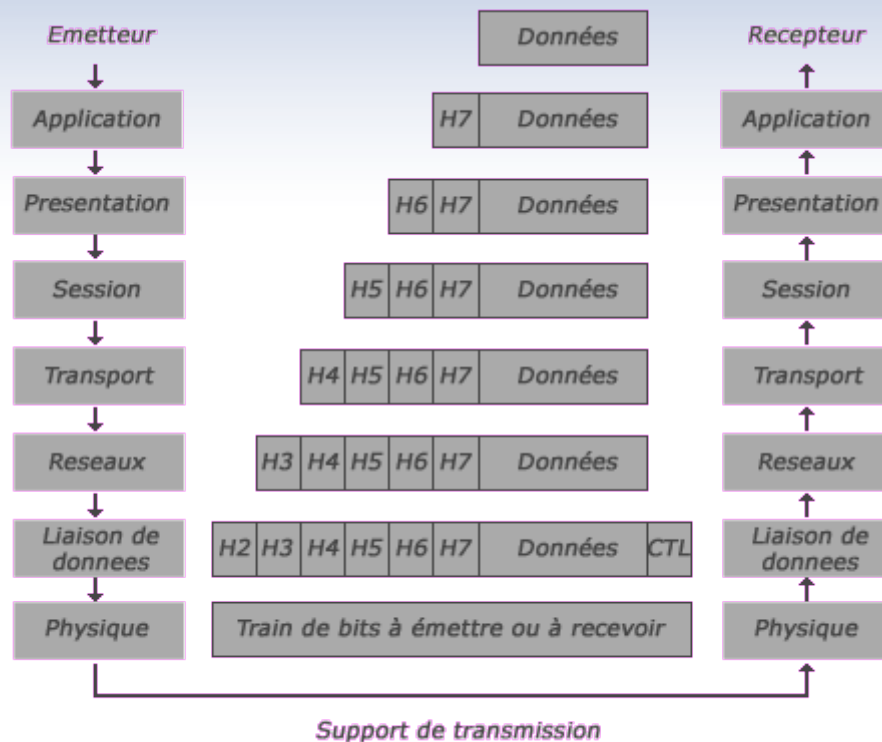 Emetteur Données Recepteur
Application H7 Données Application
Presentation H6 H7 Données Presentation
Session H5 H6 H7 Données Session
Transport H4 H5 H6 H7 Données Transport
Reseaux H3 H4 H5 H6 H7 Données Reseaux
Liaison de donnees H2 H3 H4 H5 H6 H7 Données CTL Liaison de donnees
Physique Train de bits à émettre ou à recevoir Physique
Support de transmission